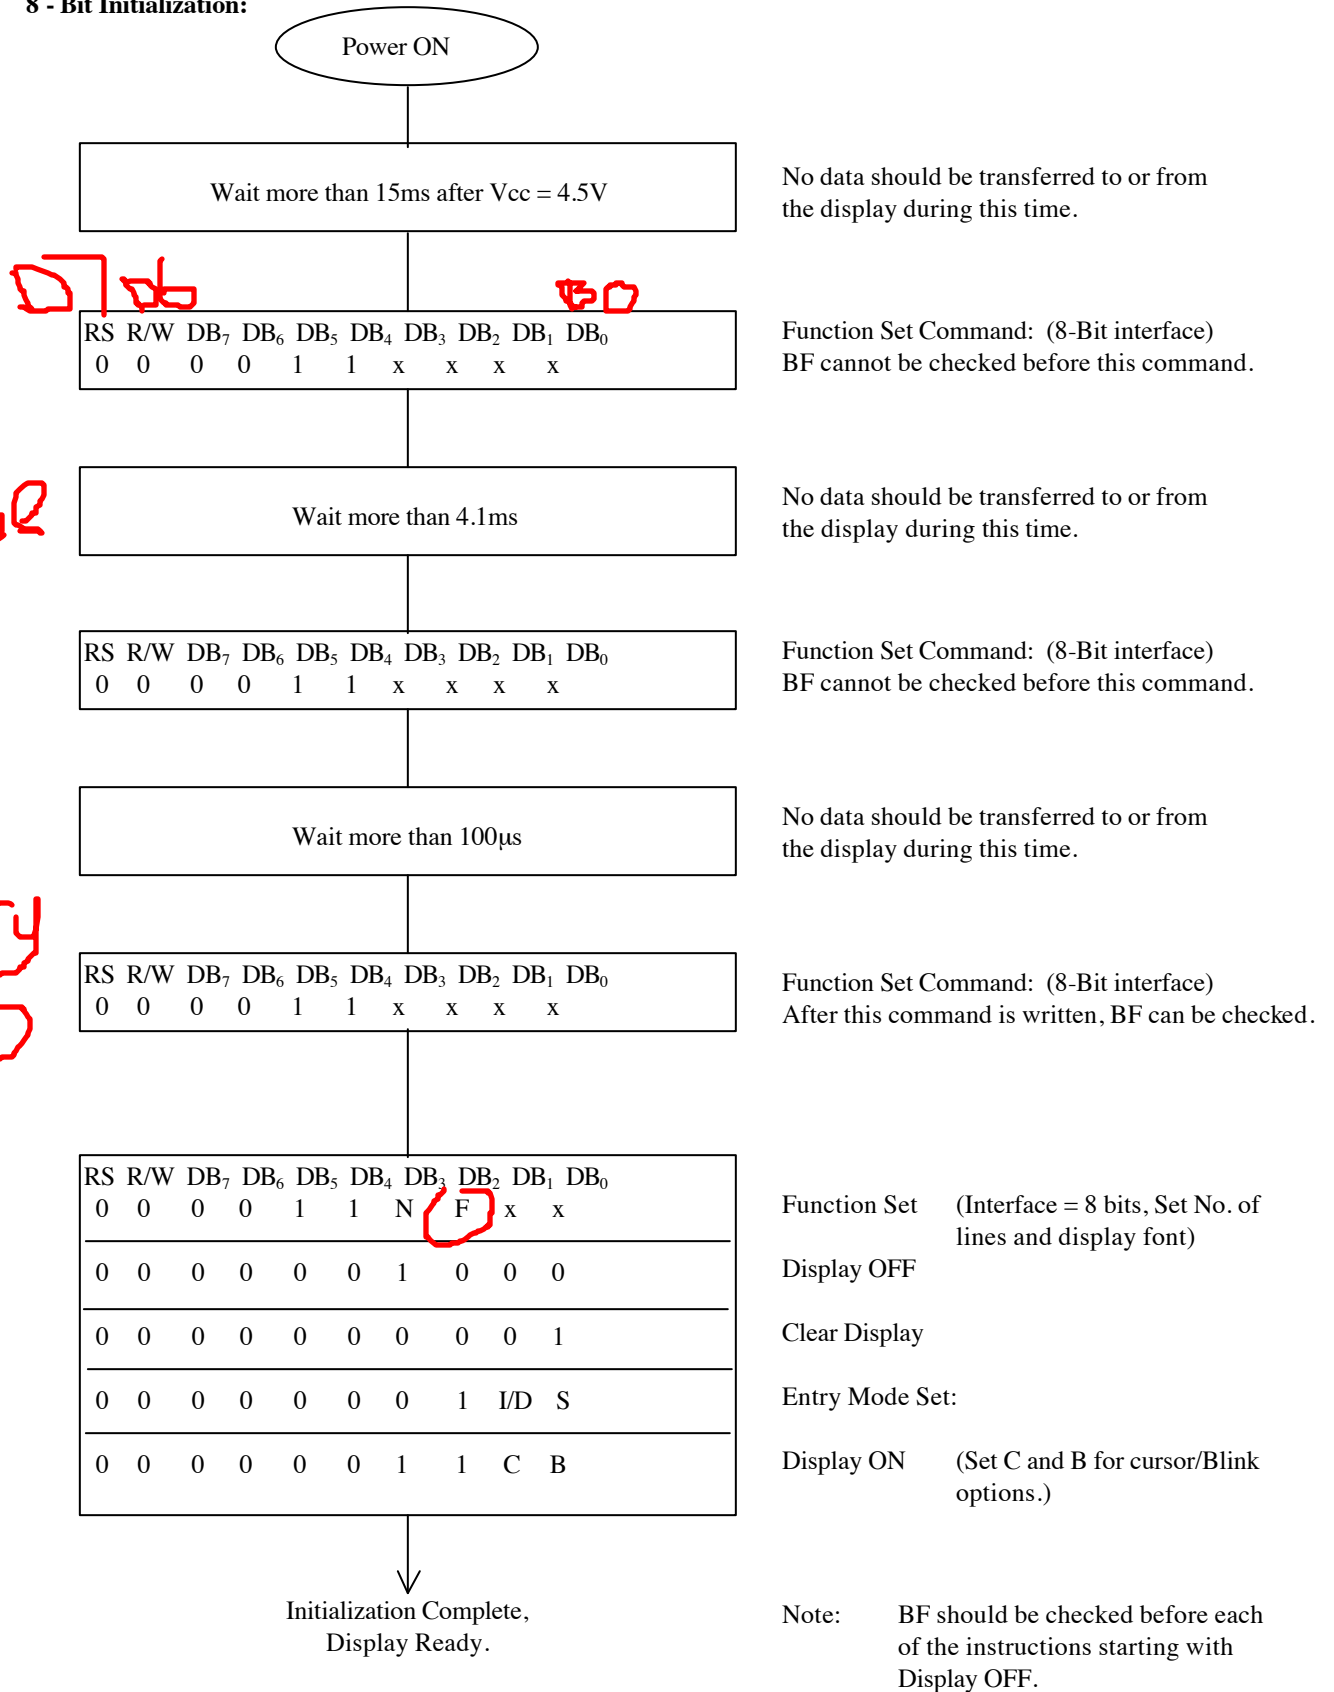 8 - Bit Initialization:
Power ON
Wait more than 15ms after Vcc = 4.5V
No data should be transferred to or from
the display during this time.
RS R/W DB₇ DB₆ DB₅ DB₄ DB₃ DB₂ DB₁ DB₀
0 0 0 0 1 1 x x x x
Function Set Command: (8-Bit interface)
BF cannot be checked before this command.
Wait more than 4.1ms
No data should be transferred to or from
the display during this time.
RS R/W DB₇ DB₆ DB₅ DB₄ DB₃ DB₂ DB₁ DB₀
0 0 0 0 1 1 x x x x
Function Set Command: (8-Bit interface)
BF cannot be checked before this command.
Wait more than 100µs
No data should be transferred to or from
the display during this time.
RS R/W DB₇ DB₆ DB₅ DB₄ DB₃ DB₂ DB₁ DB₀
0 0 0 0 1 1 x x x x
Function Set Command: (8-Bit interface)
After this command is written, BF can be checked.
RS R/W DB₇ DB₆ DB₅ DB₄ DB₃ DB₂ DB₁ DB₀
0 0 0 0 1 1 N F x x
Function Set (Interface = 8 bits, Set No. of
lines and display font)
0 0 0 0 0 0 1 0 0 0
Display OFF
0 0 0 0 0 0 0 0 0 1
Clear Display
0 0 0 0 0 0 0 1 I/D S
Entry Mode Set:
0 0 0 0 0 0 1 1 C B
Display ON (Set C and B for cursor/Blink
options.)
Initialization Complete,
Display Ready.
Note: BF should be checked before each
of the instructions starting with
Display OFF.